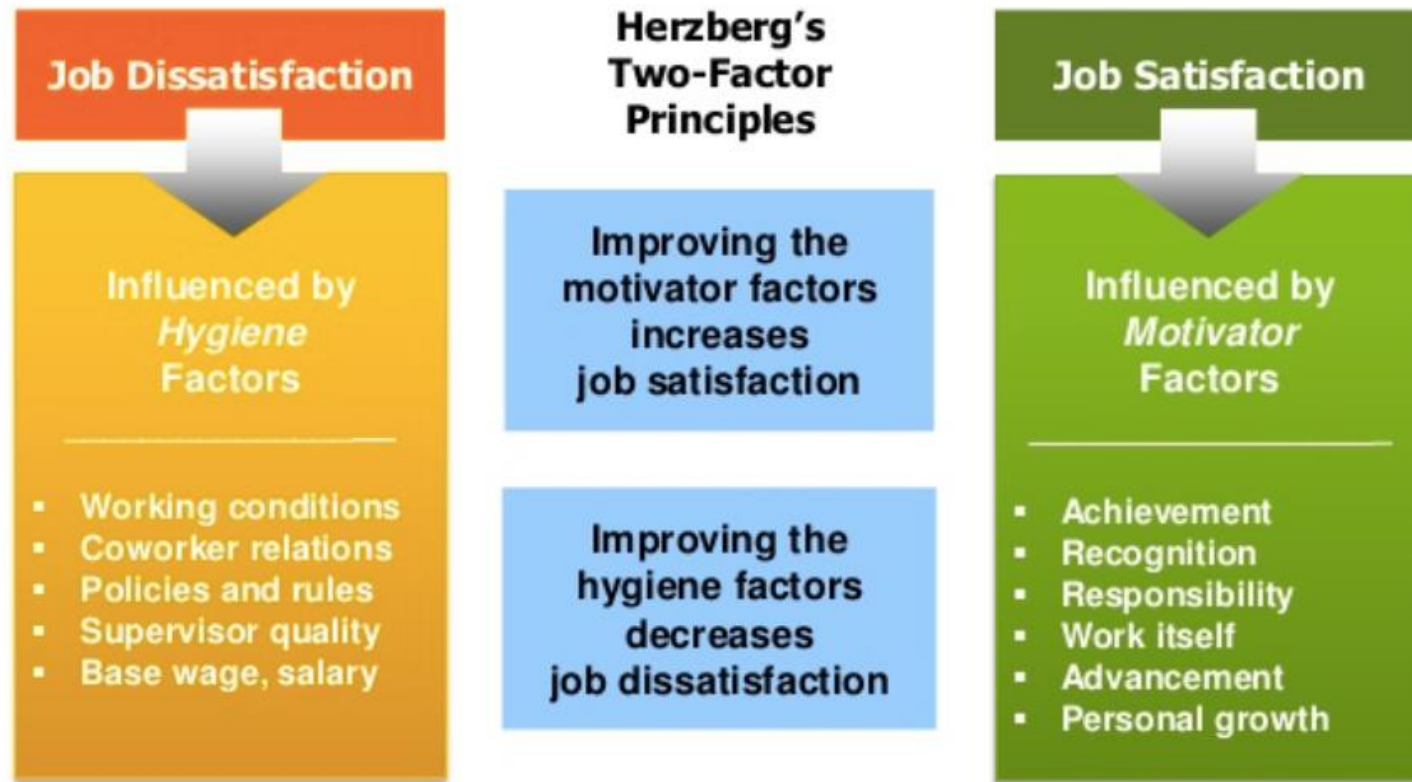 Job Dissatisfaction
Influenced by
Hygiene
Factors
▪ Working conditions
▪ Coworker relations
▪ Policies and rules
▪ Supervisor quality
▪ Base wage, salary
Herzberg’s
Two-Factor
Principles
Improving the
motivator factors
increases
job satisfaction
Improving the
hygiene factors
decreases
job dissatisfaction
Job Satisfaction
Influenced by
Motivator
Factors
▪ Achievement
▪ Recognition
▪ Responsibility
▪ Work itself
▪ Advancement
▪ Personal growth